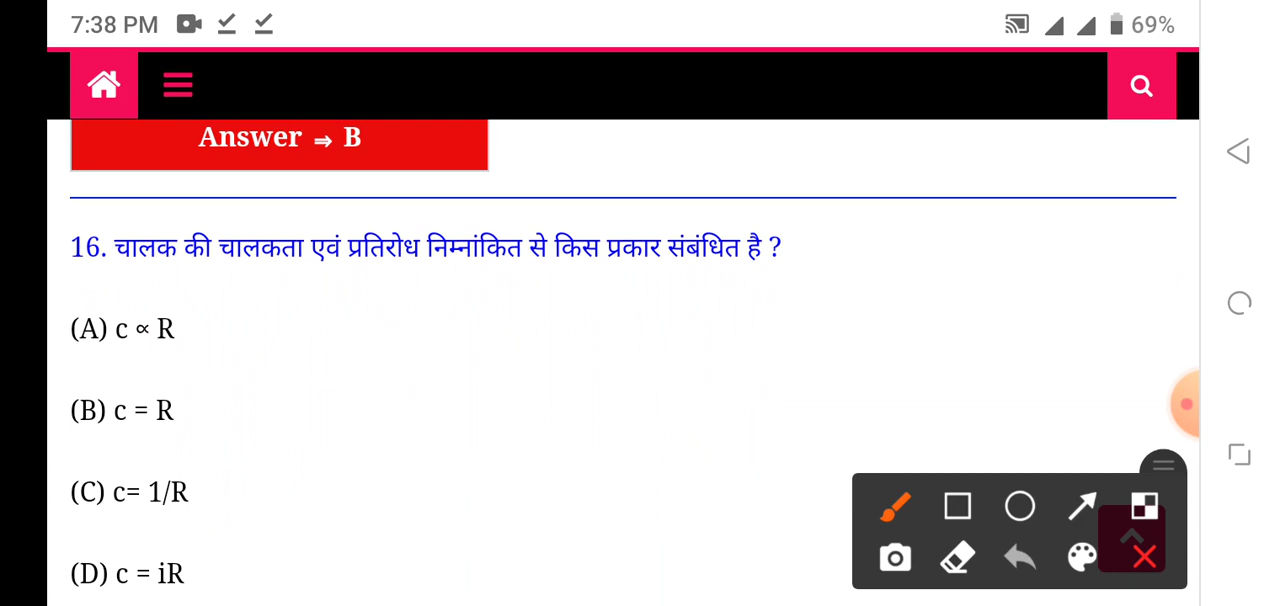 7:38 PM 69%
Answer ⇒ B
16. चालक की चालकता एवं प्रतिरोध निम्नांकित से किस प्रकार संबंधित है ?
(A) c ∝ R
(B) c = R
(C) c= 1/R
(D) c = iR